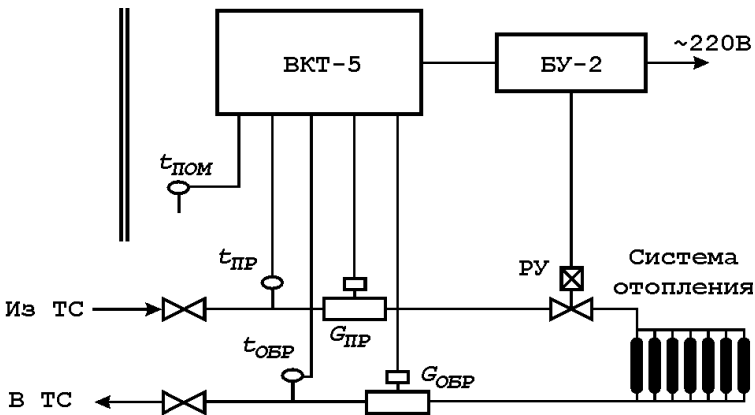 ВКТ-5
БУ-2
~220В
tПОМ
tПР
РУ
Система
отопления
Из ТС
GПР
tОБР
GОБР
В ТС